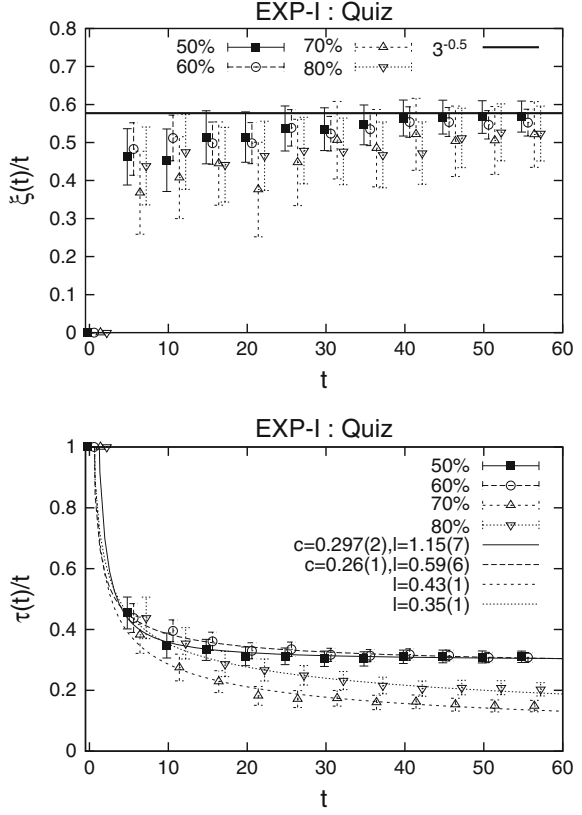 EXP-I : Quiz
50%
70%
3^-0.5
60%
80%
0.8
0.7
0.6
0.5
0.4
0.3
0.2
0.1
0
ξ(t)/t
0 10 20 30 40 50 60
t
EXP-I : Quiz
50%
60%
70%
80%
c=0.297(2),l=1.15(7)
c=0.26(1),l=0.59(6)
l=0.43(1)
l=0.35(1)
1
0.8
0.6
0.4
0.2
0
τ(t)/t
0 10 20 30 40 50 60
t